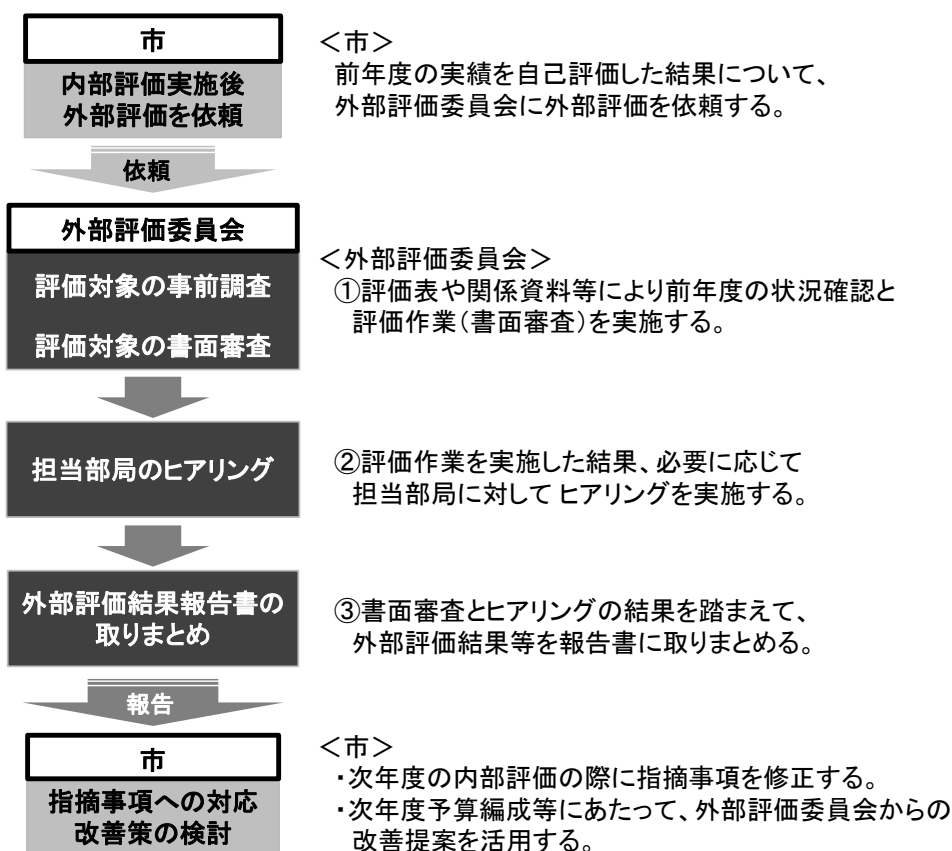 市
内部評価実施後
外部評価を依頼
＜市＞
前年度の実績を自己評価した結果について、
外部評価委員会に外部評価を依頼する。
依頼
外部評価委員会
評価対象の事前調査
評価対象の書面審査
＜外部評価委員会＞
①評価表や関係資料等により前年度の状況確認と
評価作業（書面審査）を実施する。
担当部局のヒアリング
②評価作業を実施した結果、必要に応じて
担当部局に対して ヒアリングを実施する。
外部評価結果報告書の
取りまとめ
③書面審査とヒアリングの結果を踏まえて、
外部評価結果等を報告書に取りまとめる。
報告
市
指摘事項への対応
改善策の検討
＜市＞
・次年度の内部評価の際に指摘事項を修正する。
・次年度予算編成等にあたって、外部評価委員会からの
改善提案を活用する。